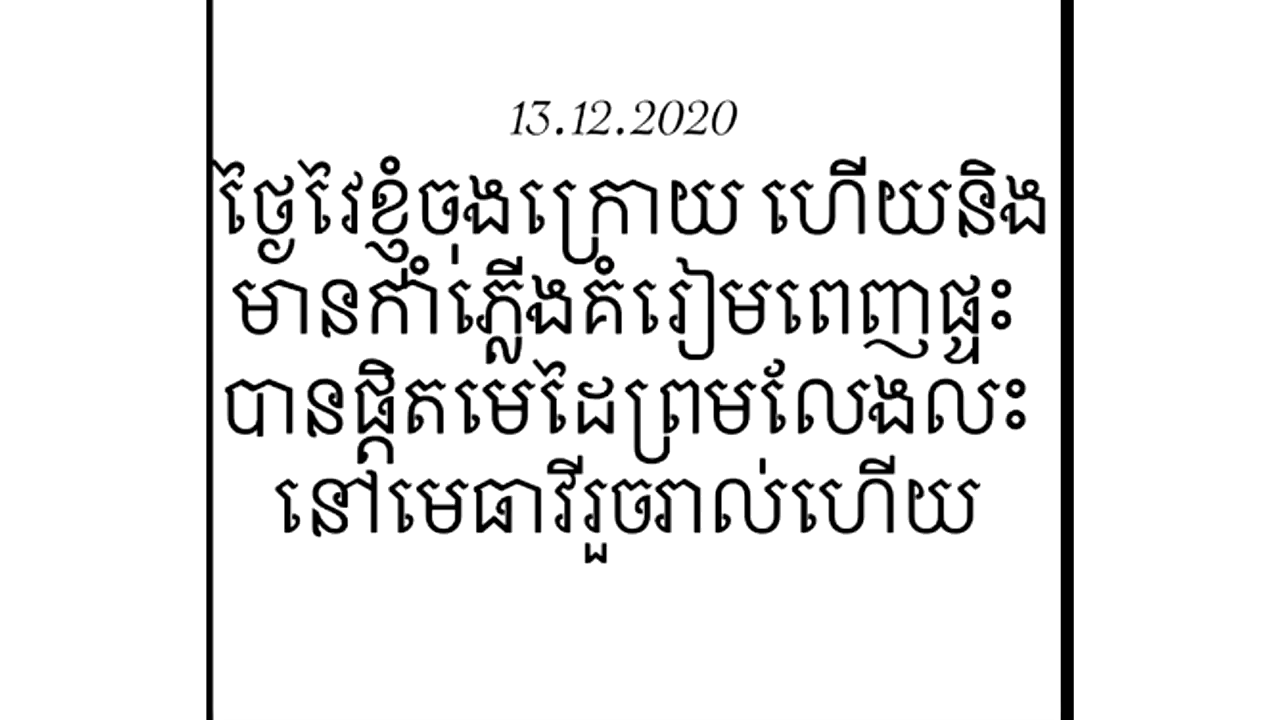 13.12.2020
ថ្ងៃវៃខ្ញុំចុងក្រោយ ហើយនិង
មានកាំភ្លើងគំរៀមពេញផ្ទះ
បានផ្តិតមេដៃព្រមលែងលះ
នៅមេធាវីរួចរាល់ហើយ